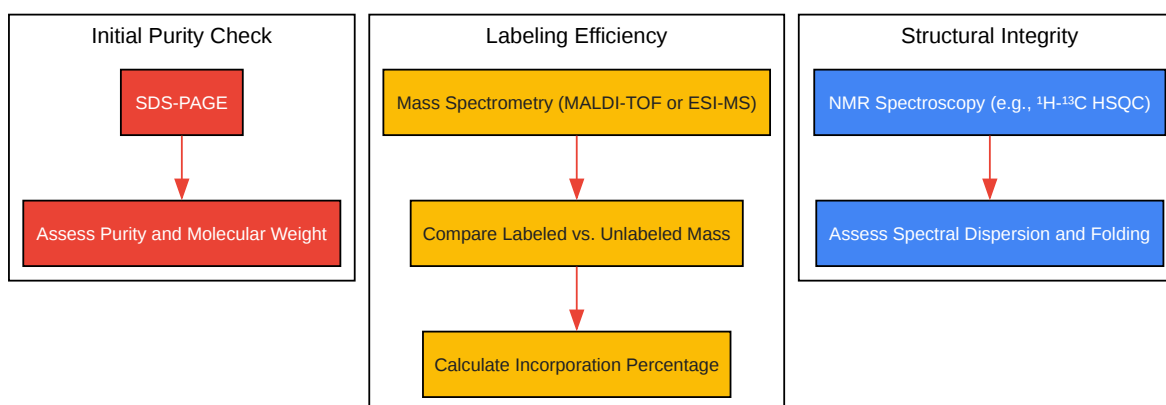 Initial Purity Check
SDS-PAGE
Assess Purity and Molecular Weight
Labeling Efficiency
Mass Spectrometry (MALDI-TOF or ESI-MS)
Compare Labeled vs. Unlabeled Mass
Calculate Incorporation Percentage
Structural Integrity
NMR Spectroscopy (e.g., ¹H-¹³C HSQC)
Assess Spectral Dispersion and Folding